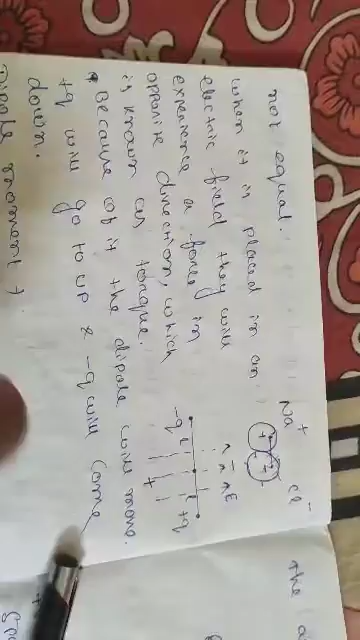 not equal.
when it is placed in an
electric field they will
experience a force in
opposite direction, which
is known as torque.
Because of it the dipole will move.
+q will go to up & -q will come
down.
Dipole moment
Na+ Cl-
+
E
-q l l +q
+
the